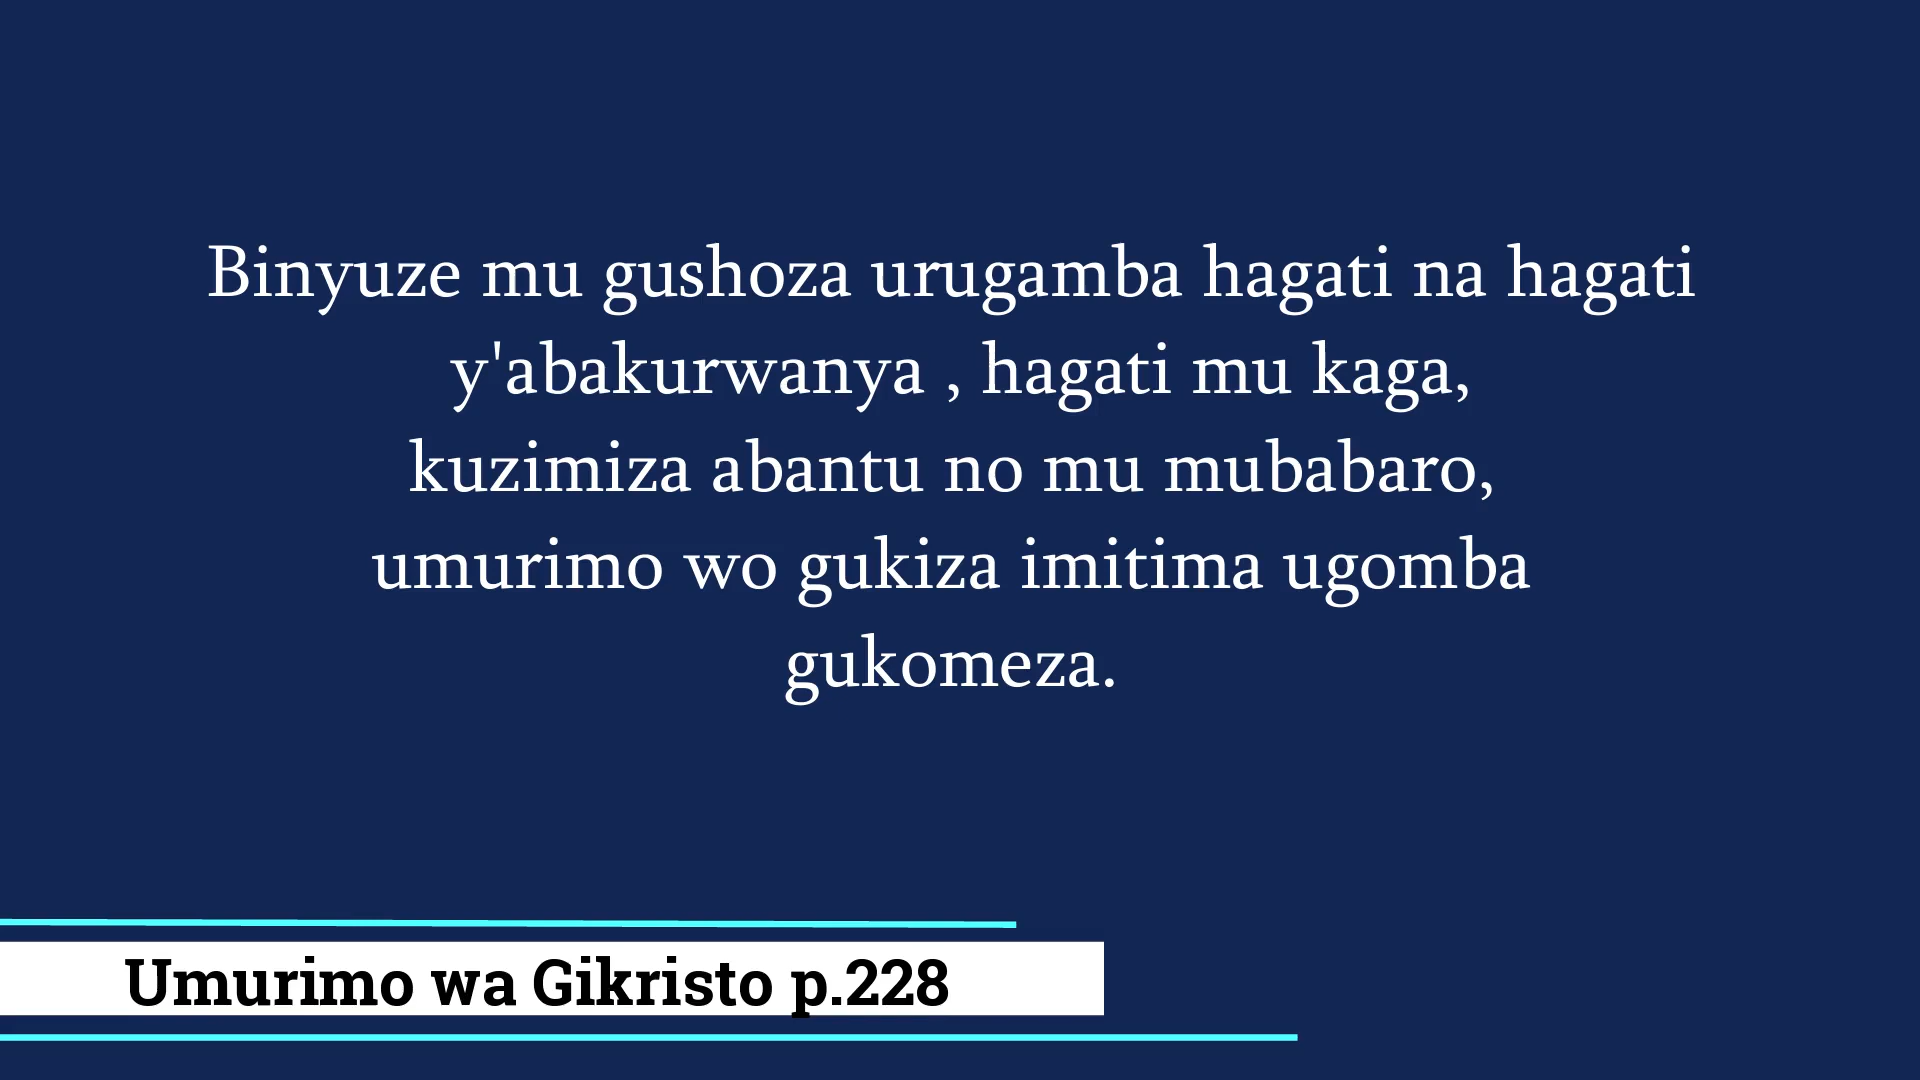 Binyuze mu gushoza urugamba hagati na hagati
y'abakurwanya , hagati mu kaga,
kuzimiza abantu no mu mubabaro,
umurimo wo gukiza imitima ugomba
gukomeza.
Umurimo wa Gikristo p.228